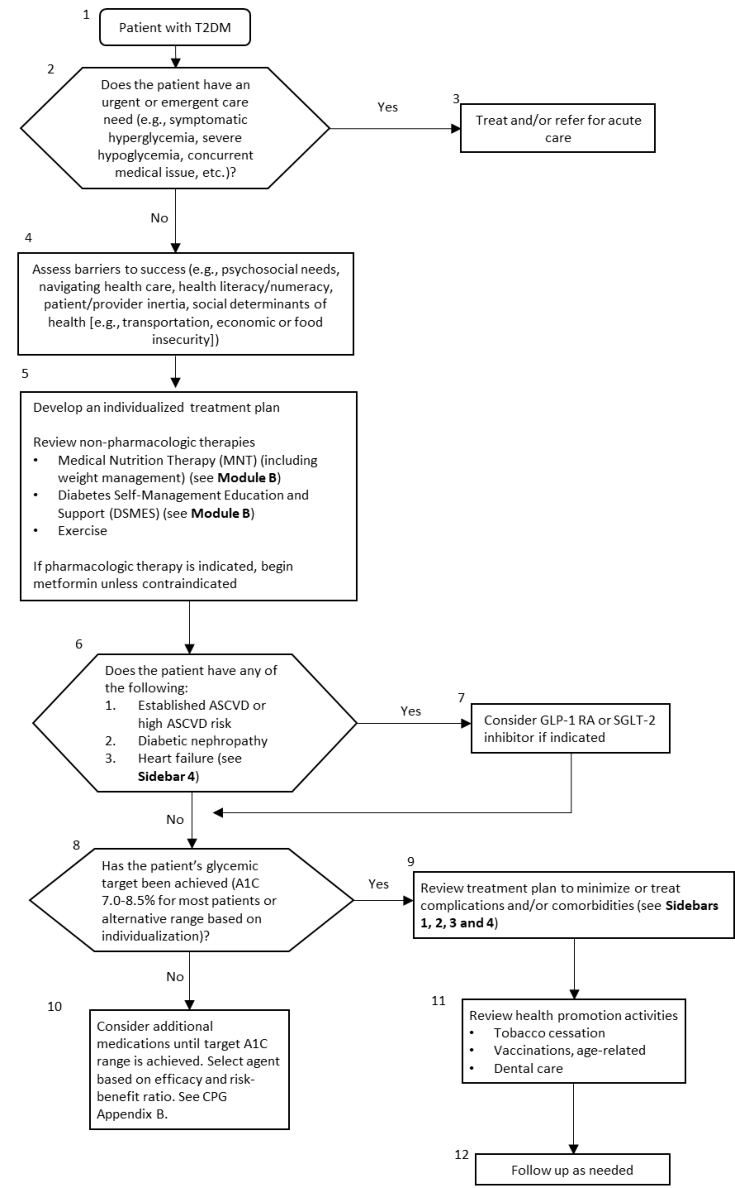 1
Patient with T2DM
2
Does the patient have an
urgent or emergent care
need (e.g., symptomatic
hyperglycemia, severe
hypoglycemia, concurrent
medical issue, etc.)?
Yes
3
Treat and/or refer for acute
care
No
4
Assess barriers to success (e.g., psychosocial needs,
navigating health care, health literacy/numeracy,
patient/provider inertia, social determinants of
health [e.g., transportation, economic or food
insecurity])
5
Develop an individualized treatment plan
Review non-pharmacologic therapies
• Medical Nutrition Therapy (MNT) (including
weight management) (see Module B)
• Diabetes Self-Management Education and
Support (DSMES) (see Module B)
• Exercise
If pharmacologic therapy is indicated, begin
metformin unless contraindicated
6
Does the patient have any of
the following:
1. Established ASCVD or
high ASCVD risk
2. Diabetic nephropathy
3. Heart failure (see
Sidebar 4)
Yes
7
Consider GLP-1 RA or SGLT-2
inhibitor if indicated
No
8
Has the patient's glycemic
target been achieved (A1C
7.0-8.5% for most patients or
alternative range based on
individualization)?
Yes
9
Review treatment plan to minimize or treat
complications and/or comorbidities (see Sidebars
1, 2, 3 and 4)
No
10
Consider additional
medications until target A1C
range is achieved. Select agent
based on efficacy and risk-
benefit ratio. See CPG
Appendix B.
11
Review health promotion activities
• Tobacco cessation
• Vaccinations, age-related
• Dental care
12
Follow up as needed